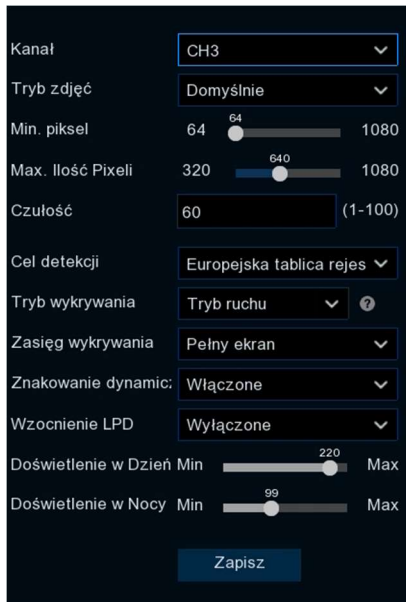 Kanał CH3
Tryb zdjęć Domyślnie
Min. piksel 64 64 1080
Max. Ilość Pixeli 320 640 1080
Czułość 60 (1-100)
Cel detekcji Europejska tablica rejes
Tryb wykrywania Tryb ruchu ?
Zasięg wykrywania Pełny ekran
Znakowanie dynamicz Włączone
Wzocnienie LPD Wyłączone
Doświetlenie w Dzień Min 220 Max
Doświetlenie w Nocy Min 99 Max
Zapisz